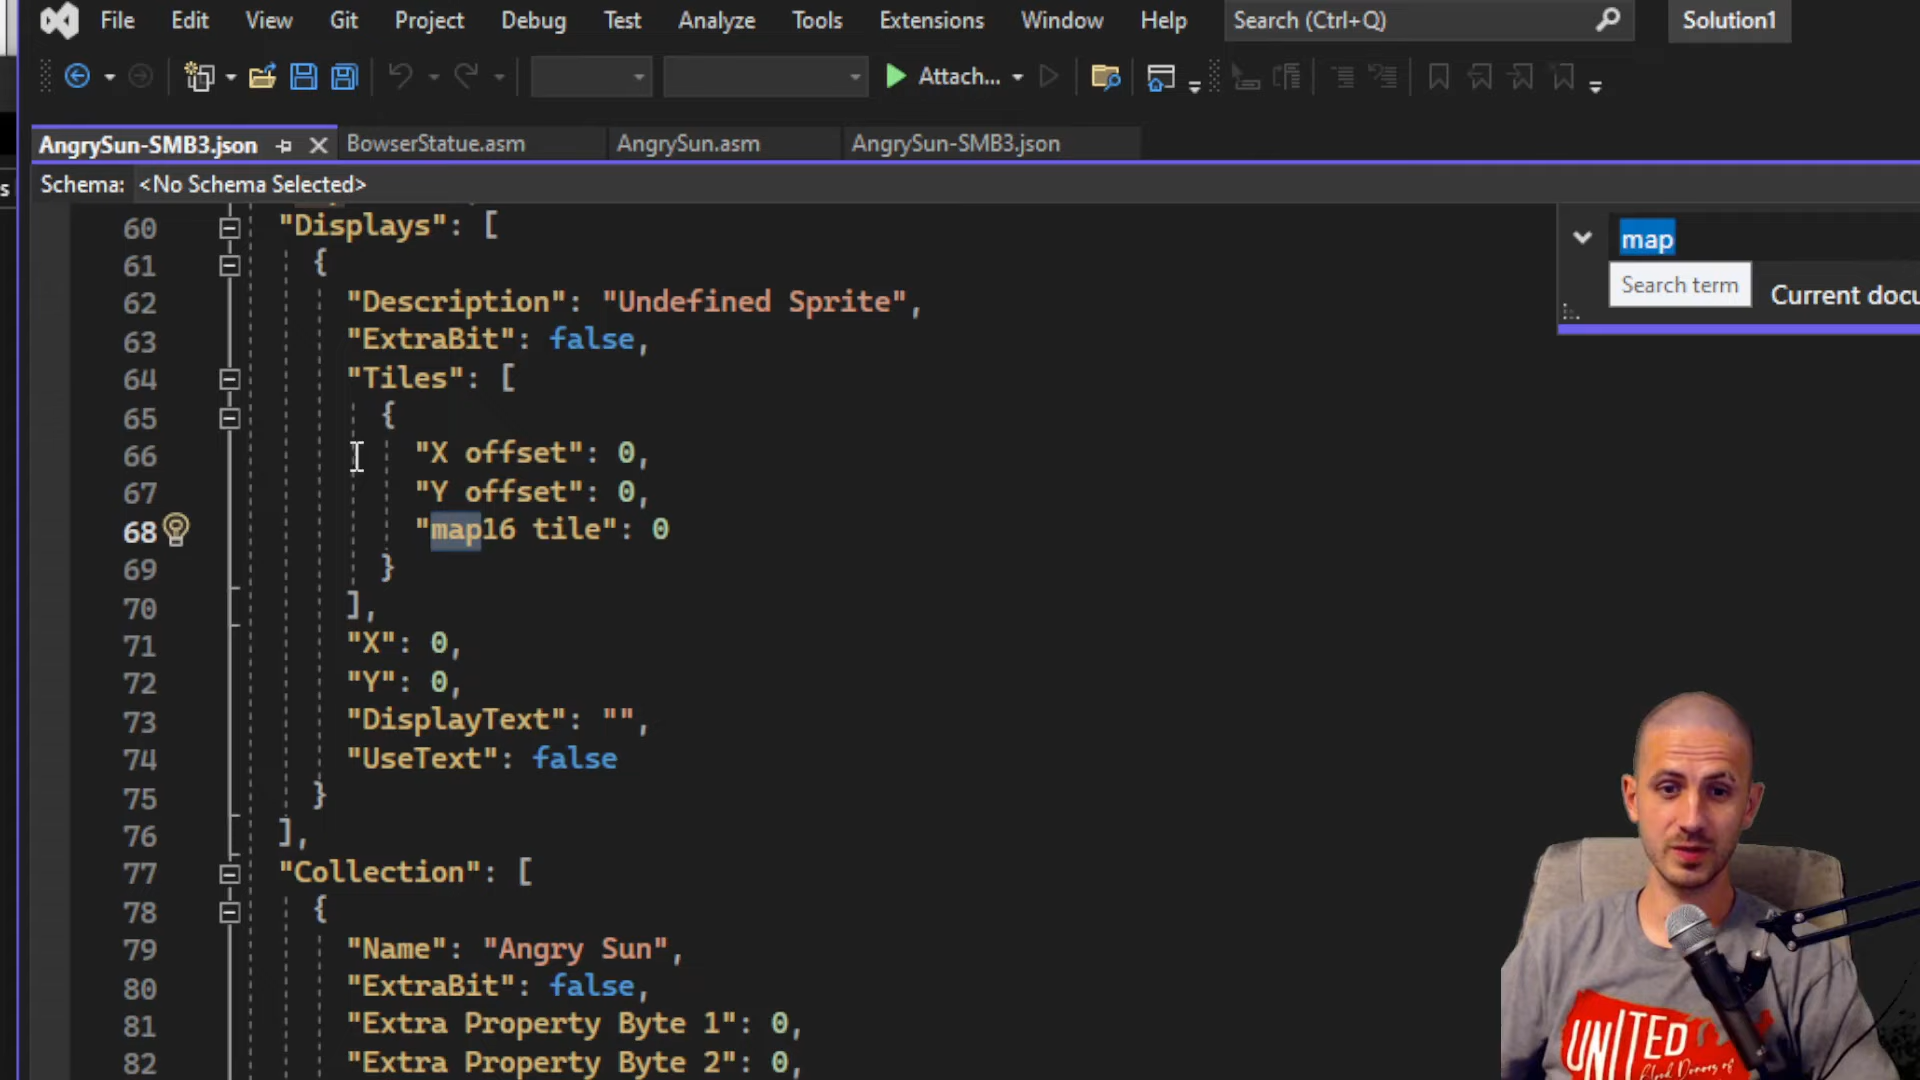 File Edit View Git Project Debug Test Analyze Tools Extensions Window Help Search (Ctrl+Q) Solution1
Attach...
AngrySun-SMB3.json BowserStatue.asm AngrySun.asm AngrySun-SMB3.json
s Schema: <No Schema Selected>
60 "Displays": [
map
61 {
Search term Current docu
62 "Description": "Undefined Sprite",
63 "ExtraBit": false,
64 "Tiles": [
65 {
66 "X offset": 0,
67 "Y offset": 0,
68 "map16 tile": 0
69 }
70 ],
71 "X": 0,
72 "Y": 0,
73 "DisplayText": "",
74 "UseText": false
75 }
76 ],
77 "Collection": [
78 {
79 "Name": "Angry Sun",
80 "ExtraBit": false,
81 "Extra Property Byte 1": 0,
82 "Extra Property Byte 2": 0,
UNITED
Blood Donors of